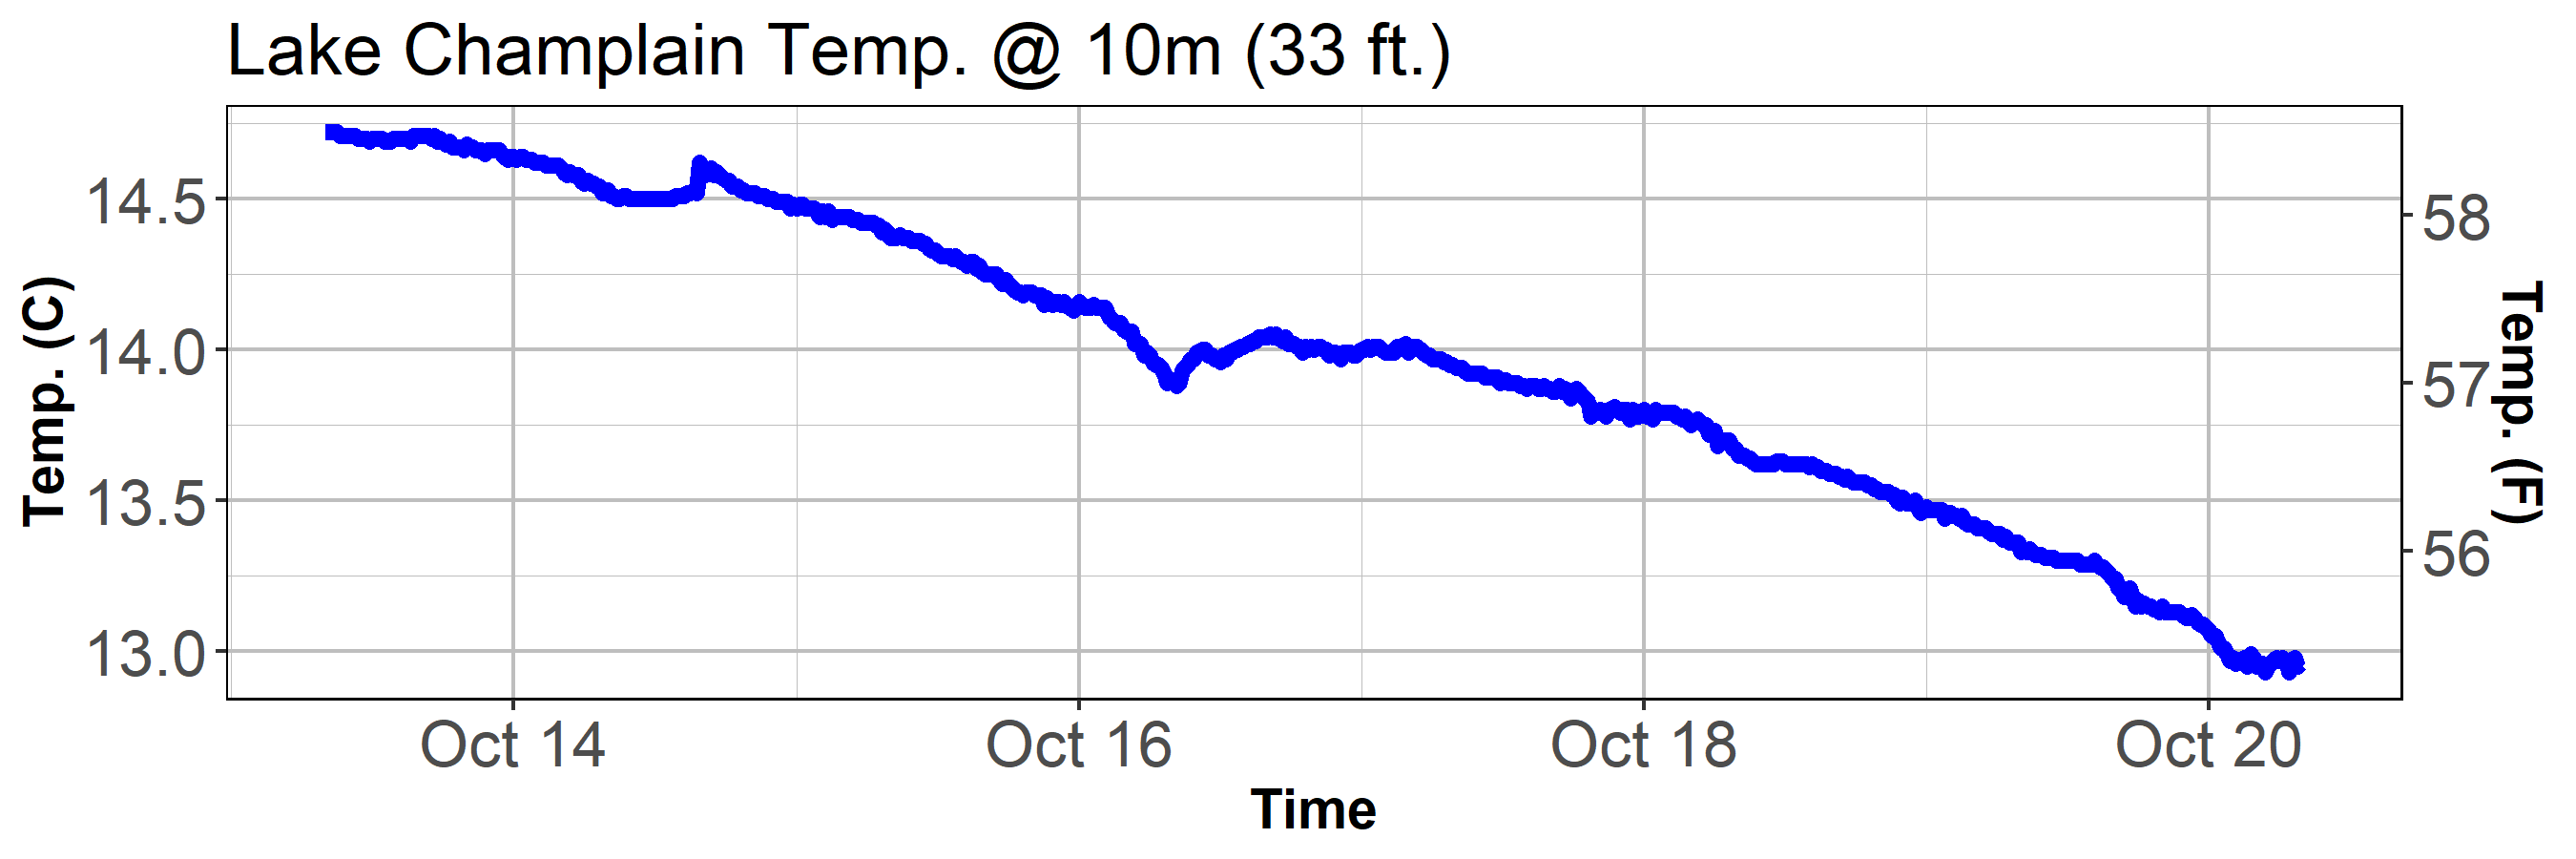 Lake Champlain Temp. @ 10m (33 ft.)
Temp. (C)
14.5
14.0
13.5
13.0
58
57
56
Temp. (F)
Oct 14
Oct 16
Oct 18
Oct 20
Time